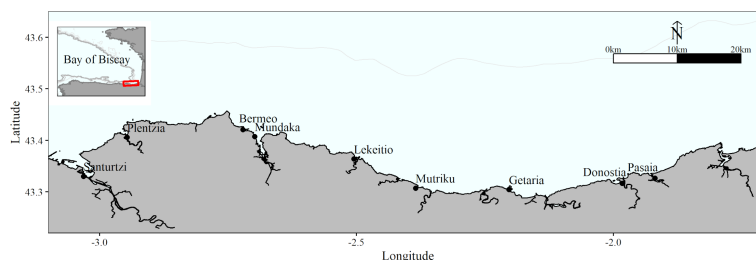 43.6
43.5
43.4
43.3
Latitude
Bay of Biscay
N
0km 10km 20km
Plentzia
Bermeo
Mundaka
Santurtzi
Lekeitio
Mutriku
Getaria
Donostia
Pasaia
-3.0 -2.5 -2.0
Longitude